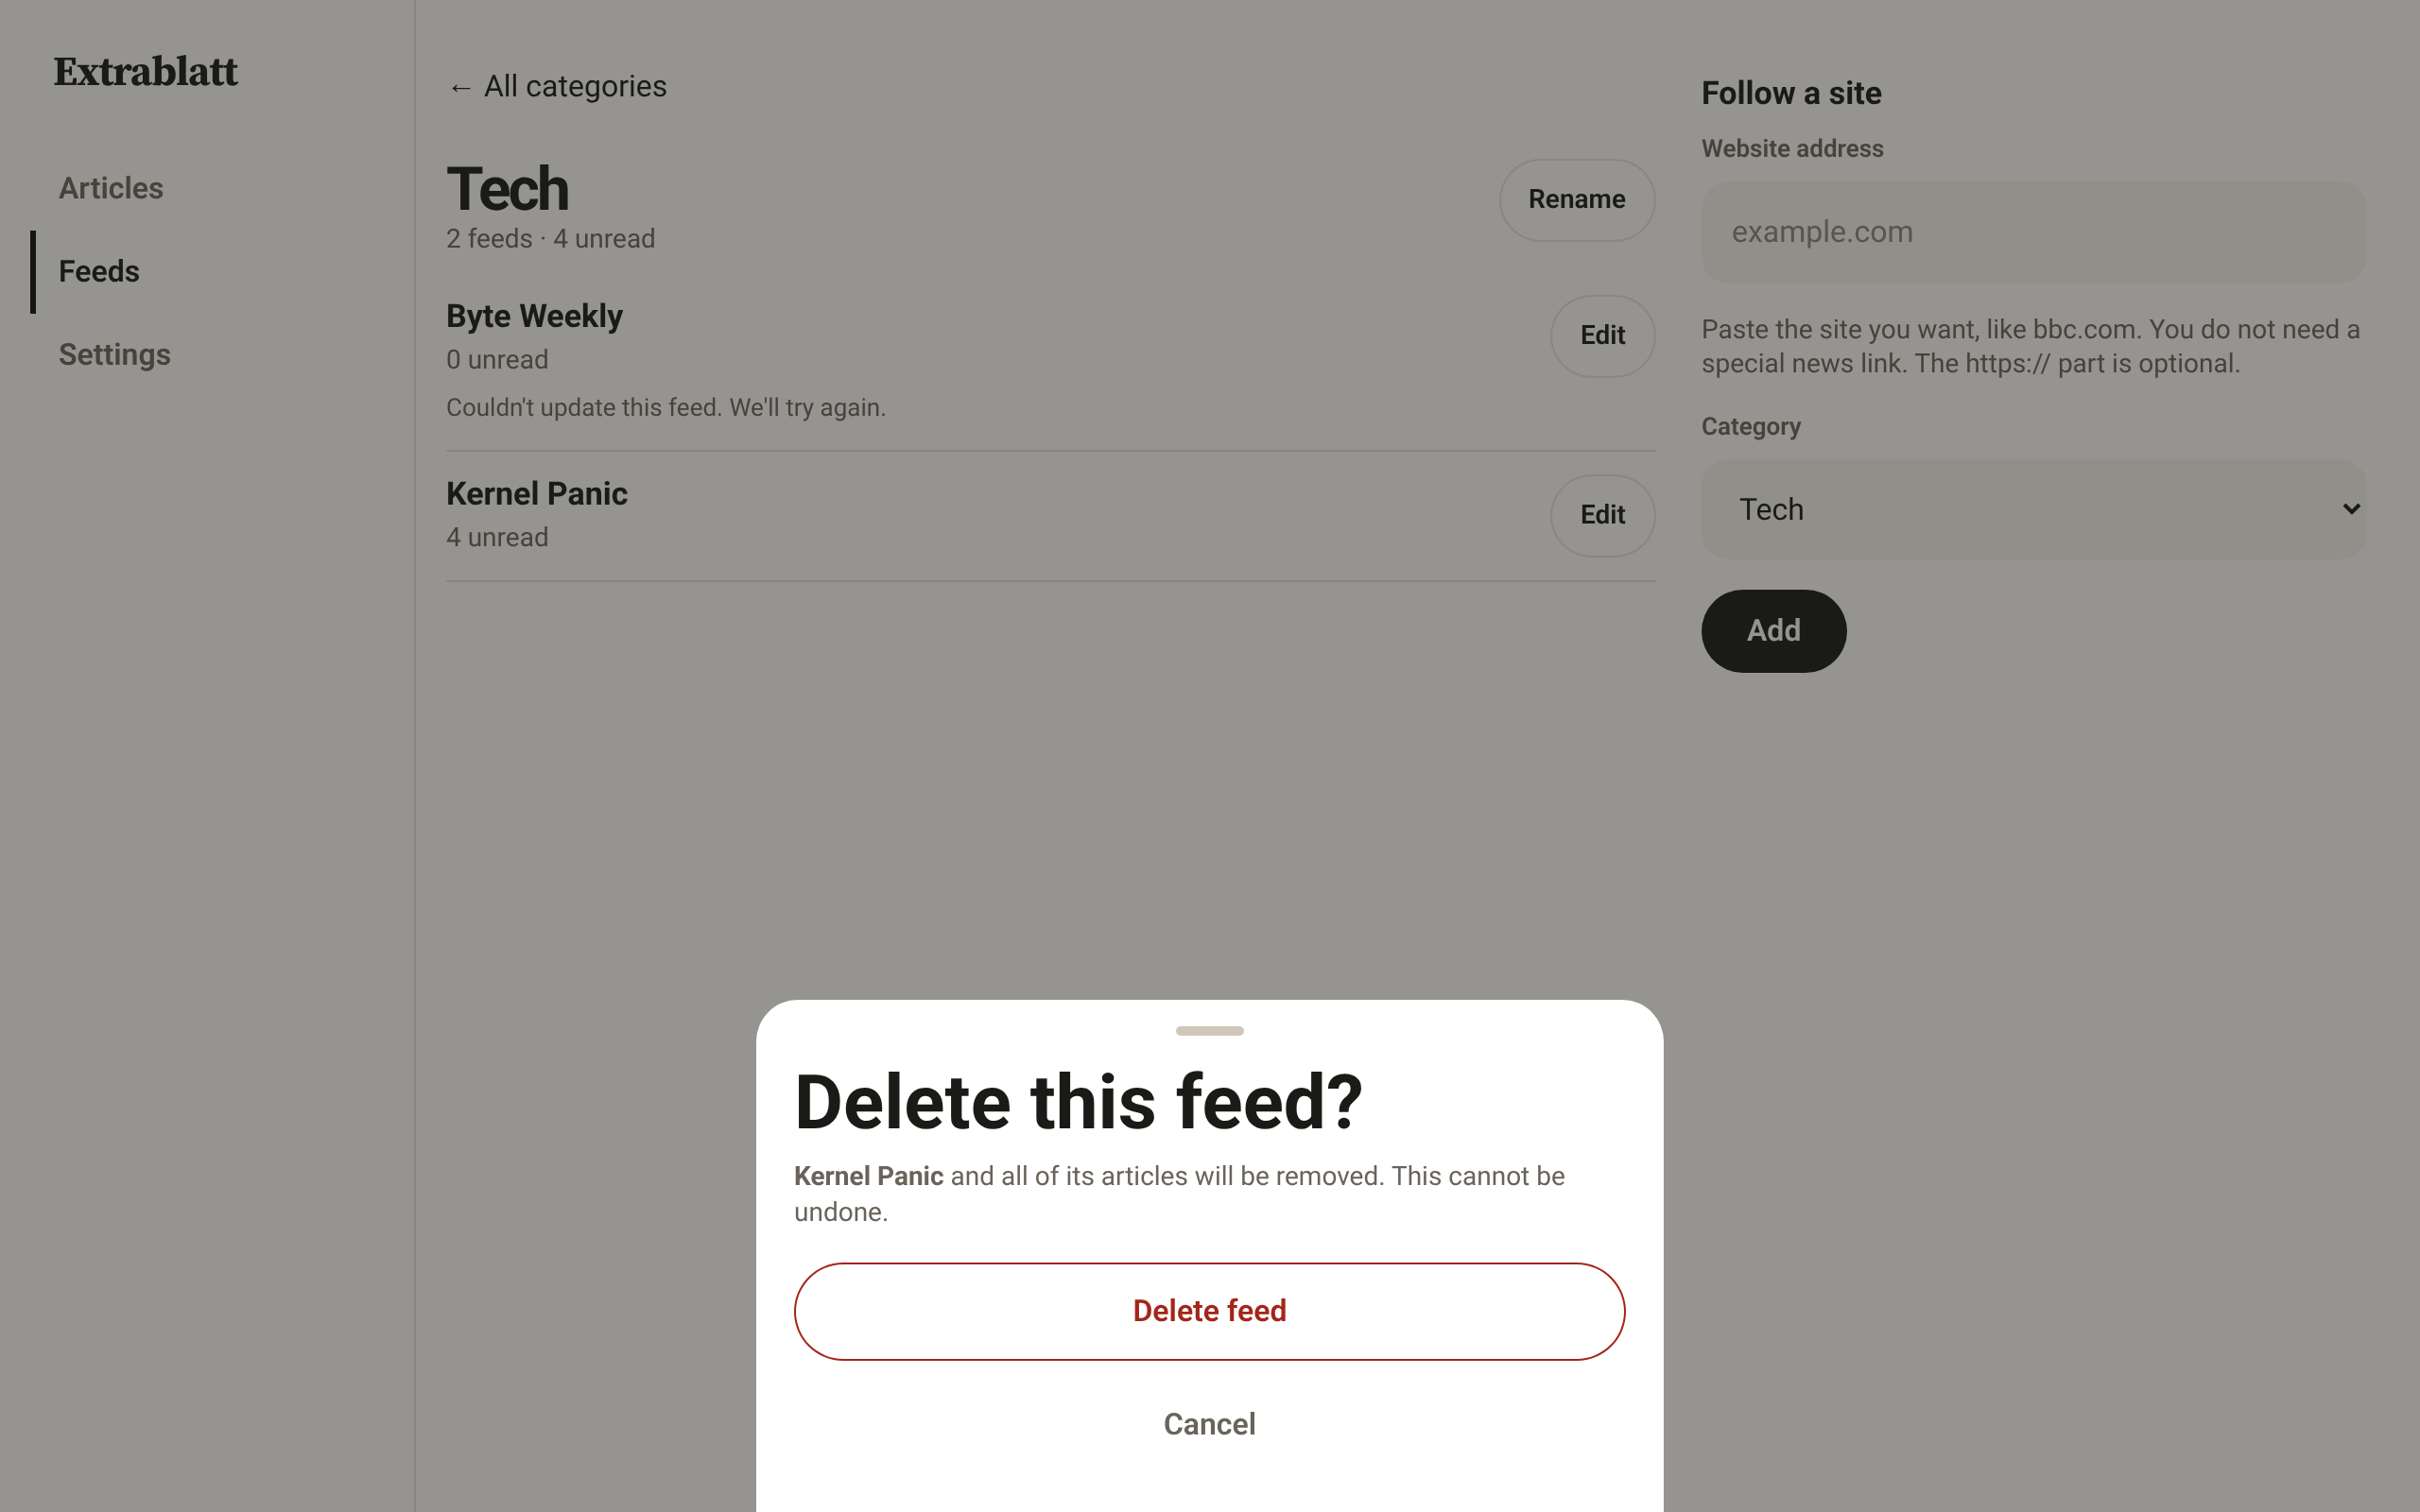 Extrablatt
Articles
Feeds
Settings
← All categories
Tech
2 feeds · 4 unread
Rename
Byte Weekly
0 unread
Couldn't update this feed. We'll try again.
Edit
Kernel Panic
4 unread
Edit
Follow a site
Website address
example.com
Paste the site you want, like bbc.com. You do not need a
special news link. The https:// part is optional.
Category
Tech
Add
Delete this feed?
Kernel Panic and all of its articles will be removed. This cannot be
undone.
Delete feed
Cancel